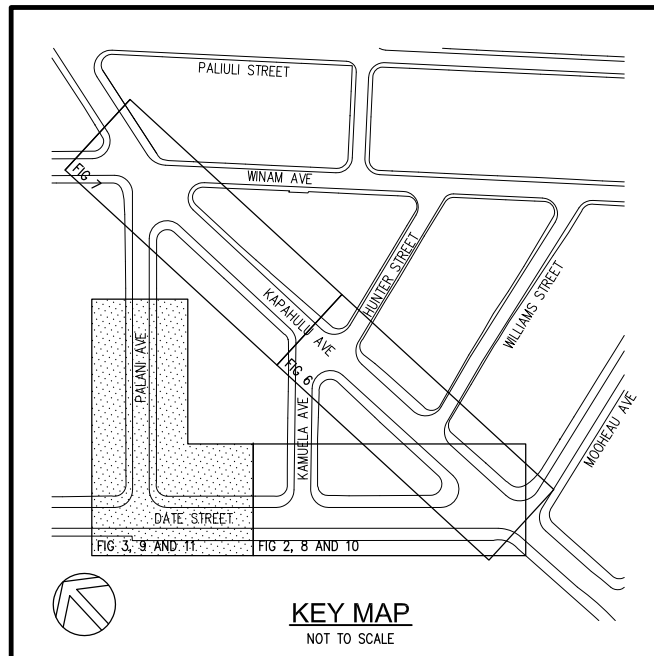 PALIULI STREET
WINAM AVE
FIG 7
HUNTER STREET
KAPAHULU AVE
WILLIAMS STREET
FIG 6
PALANI AVE
KAMUELA AVE
MOOHEAU AVE
DATE STREET
FIG 3, 9 AND 11
FIG 2, 8 AND 10
KEY MAP
NOT TO SCALE